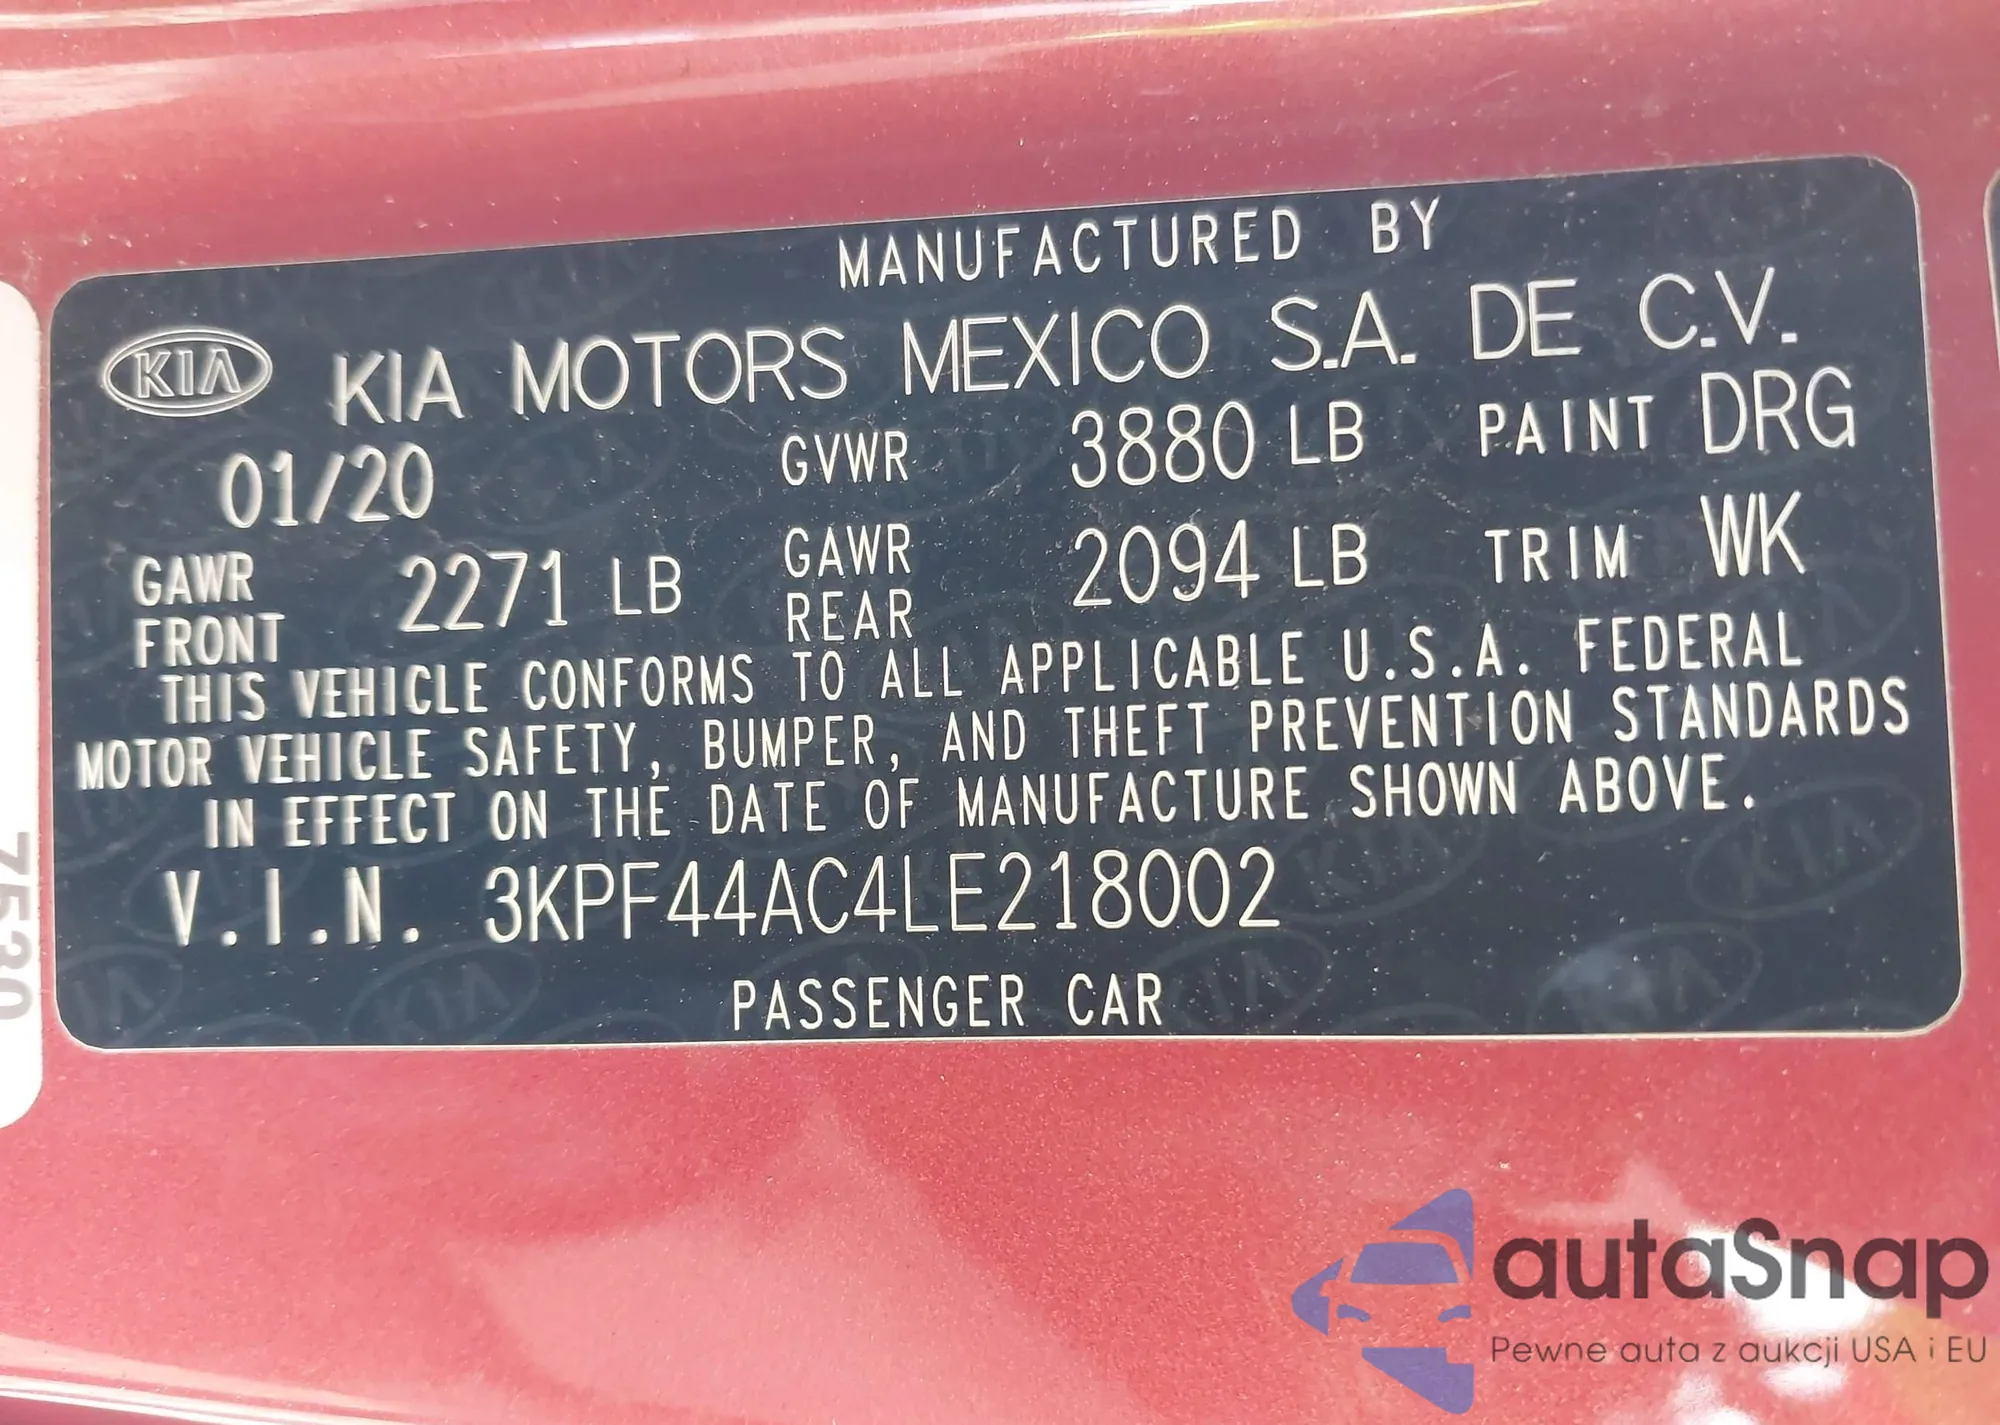 MANUFACTURED BY
KIA KIA MOTORS MEXICO S.A. DE C.V.
01/20 GVWR 3880 LB PAINT DRG
GAWR FRONT 2271 LB GAWR REAR 2094 LB TRIM WK
THIS VEHICLE CONFORMS TO ALL APPLICABLE U.S.A. FEDERAL
MOTOR VEHICLE SAFETY, BUMPER, AND THEFT PREVENTION STANDARDS
IN EFFECT ON THE DATE OF MANUFACTURE SHOWN ABOVE.
V.I.N. 3KPF44AC4LE218002
PASSENGER CAR
7530
autaSnap
Pewne auta z aukcji USA i EU